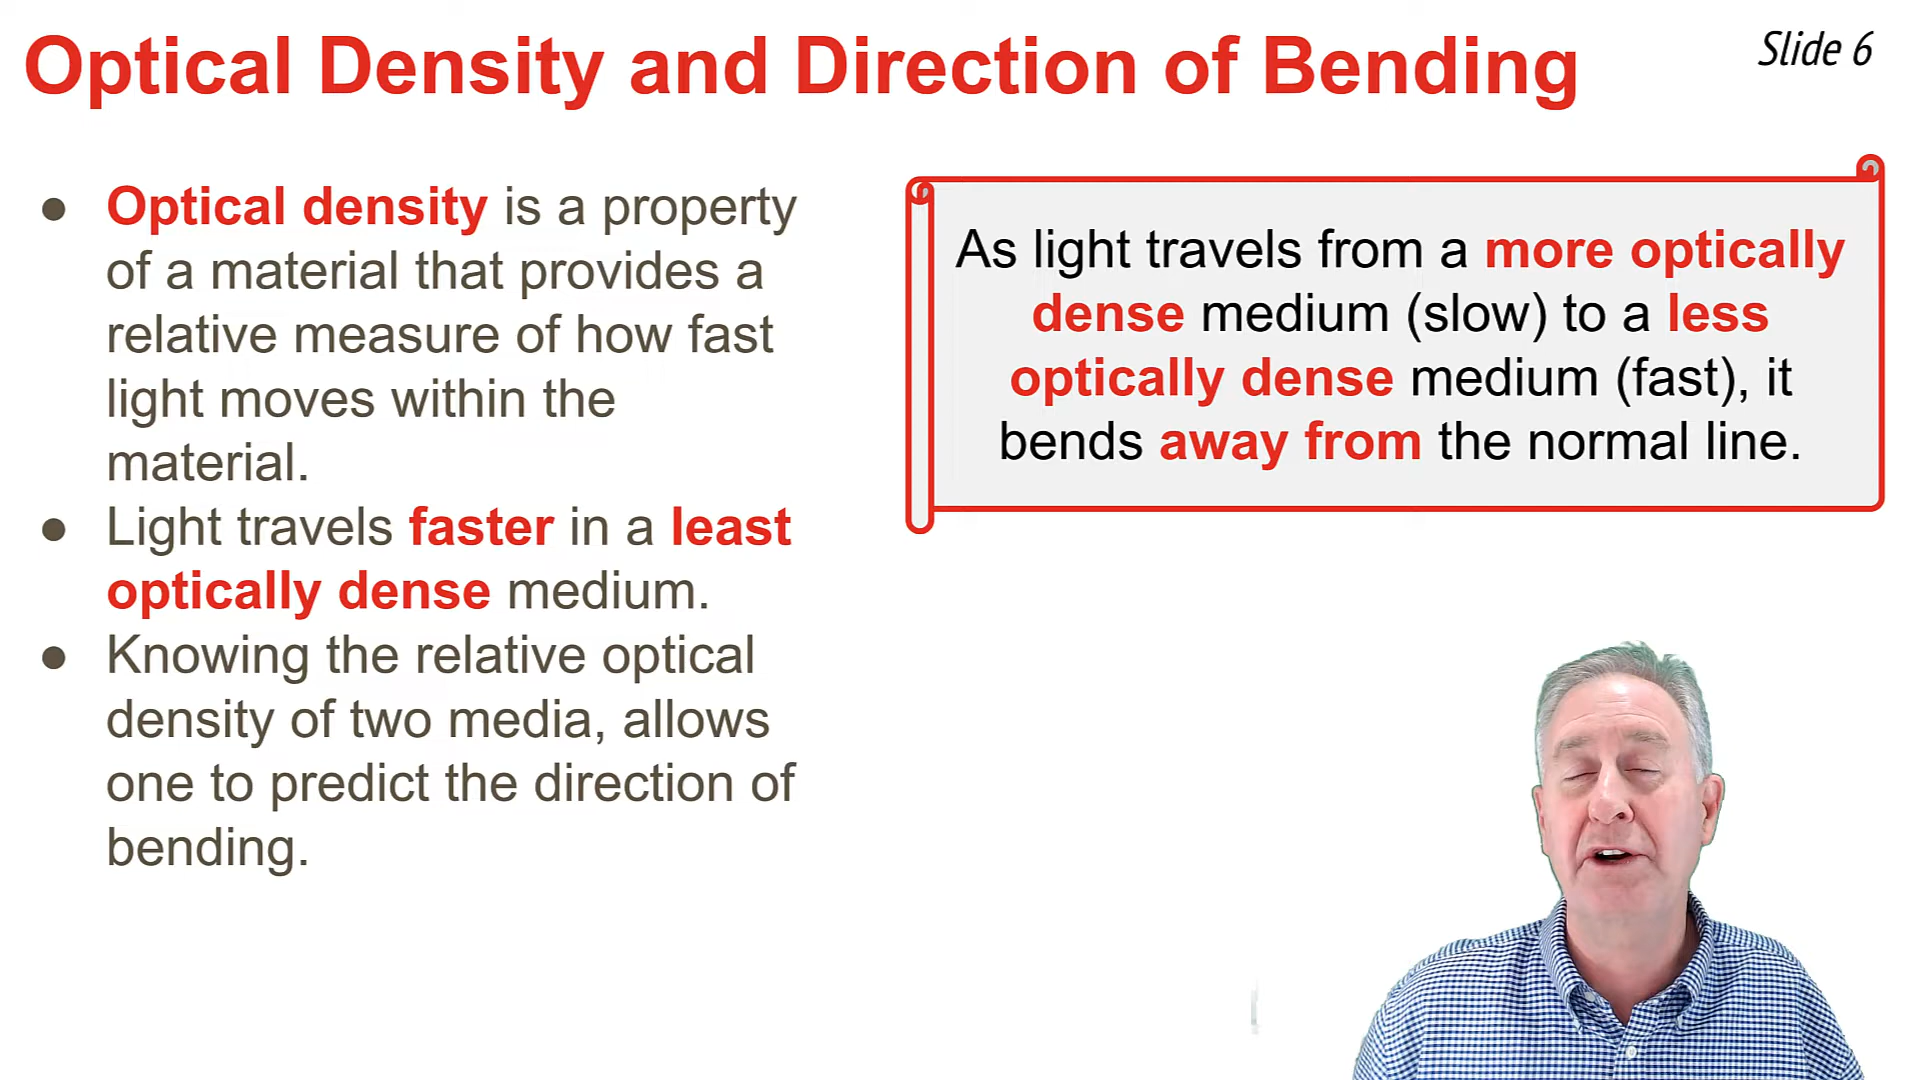 Optical Density and Direction of Bending
Slide 6
● Optical density is a property
of a material that provides a
relative measure of how fast
light moves within the
material.
● Light travels faster in a least
optically dense medium.
● Knowing the relative optical
density of two media, allows
one to predict the direction of
bending.
As light travels from a more optically
dense medium (slow) to a less
optically dense medium (fast), it
bends away from the normal line.